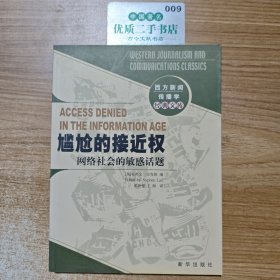 009
优质二手书店
WESTERN JOURNALISM AND
COMMUNICATIONS CLASSICS
西方新闻
传播学
经典文丛
ACCESS DENIED
IN THE INFORMATION AGE
尴尬的接近权
网络社会的敏感话题
新华出版社